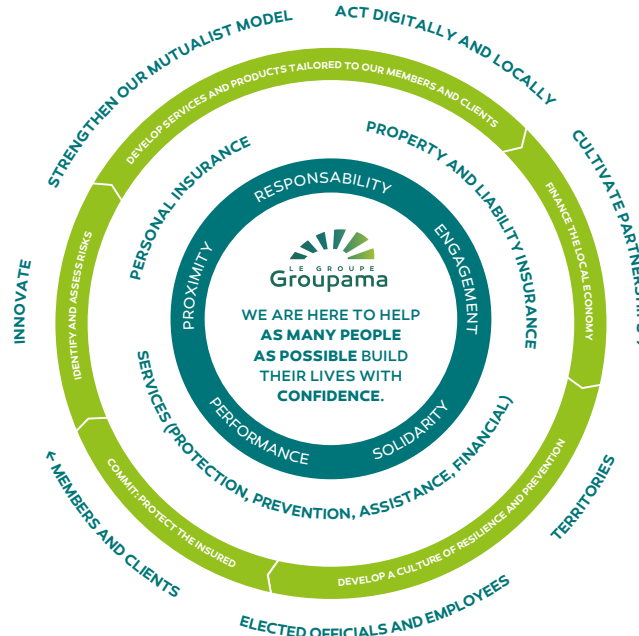 STRENGTHEN OUR MUTUALIST MODEL
ACT DIGITALLY AND LOCALLY
CULTIVATE
TERRITORIES
ELECTED OFFICIALS AND EMPLOYEES
← MEMBERS AND CLIENTS
INNOVATE
DEVELOP SERVICES AND PRODUCTS TAILORED TO OUR MEMBERS AND CLIENTS
FINANCE THE LOCAL ECONOMY
DEVELOP A CULTURE OF RESILIENCE AND PREVENTION
COMMIT: PROTECT THE INSURED
IDENTIFY AND ASSESS RISKS
PERSONAL INSURANCE
PROPERTY AND LIABILITY INSURANCE
SERVICES (PROTECTION, PREVENTION, ASSISTANCE, FINANCIAL)
RESPONSABILITY
ENGAGEMENT
SOLIDARITY
PERFORMANCE
PROXIMITY
LE GROUPE
Groupama
WE ARE HERE TO HELP
AS MANY PEOPLE
AS POSSIBLE BUILD
THEIR LIVES WITH
CONFIDENCE.